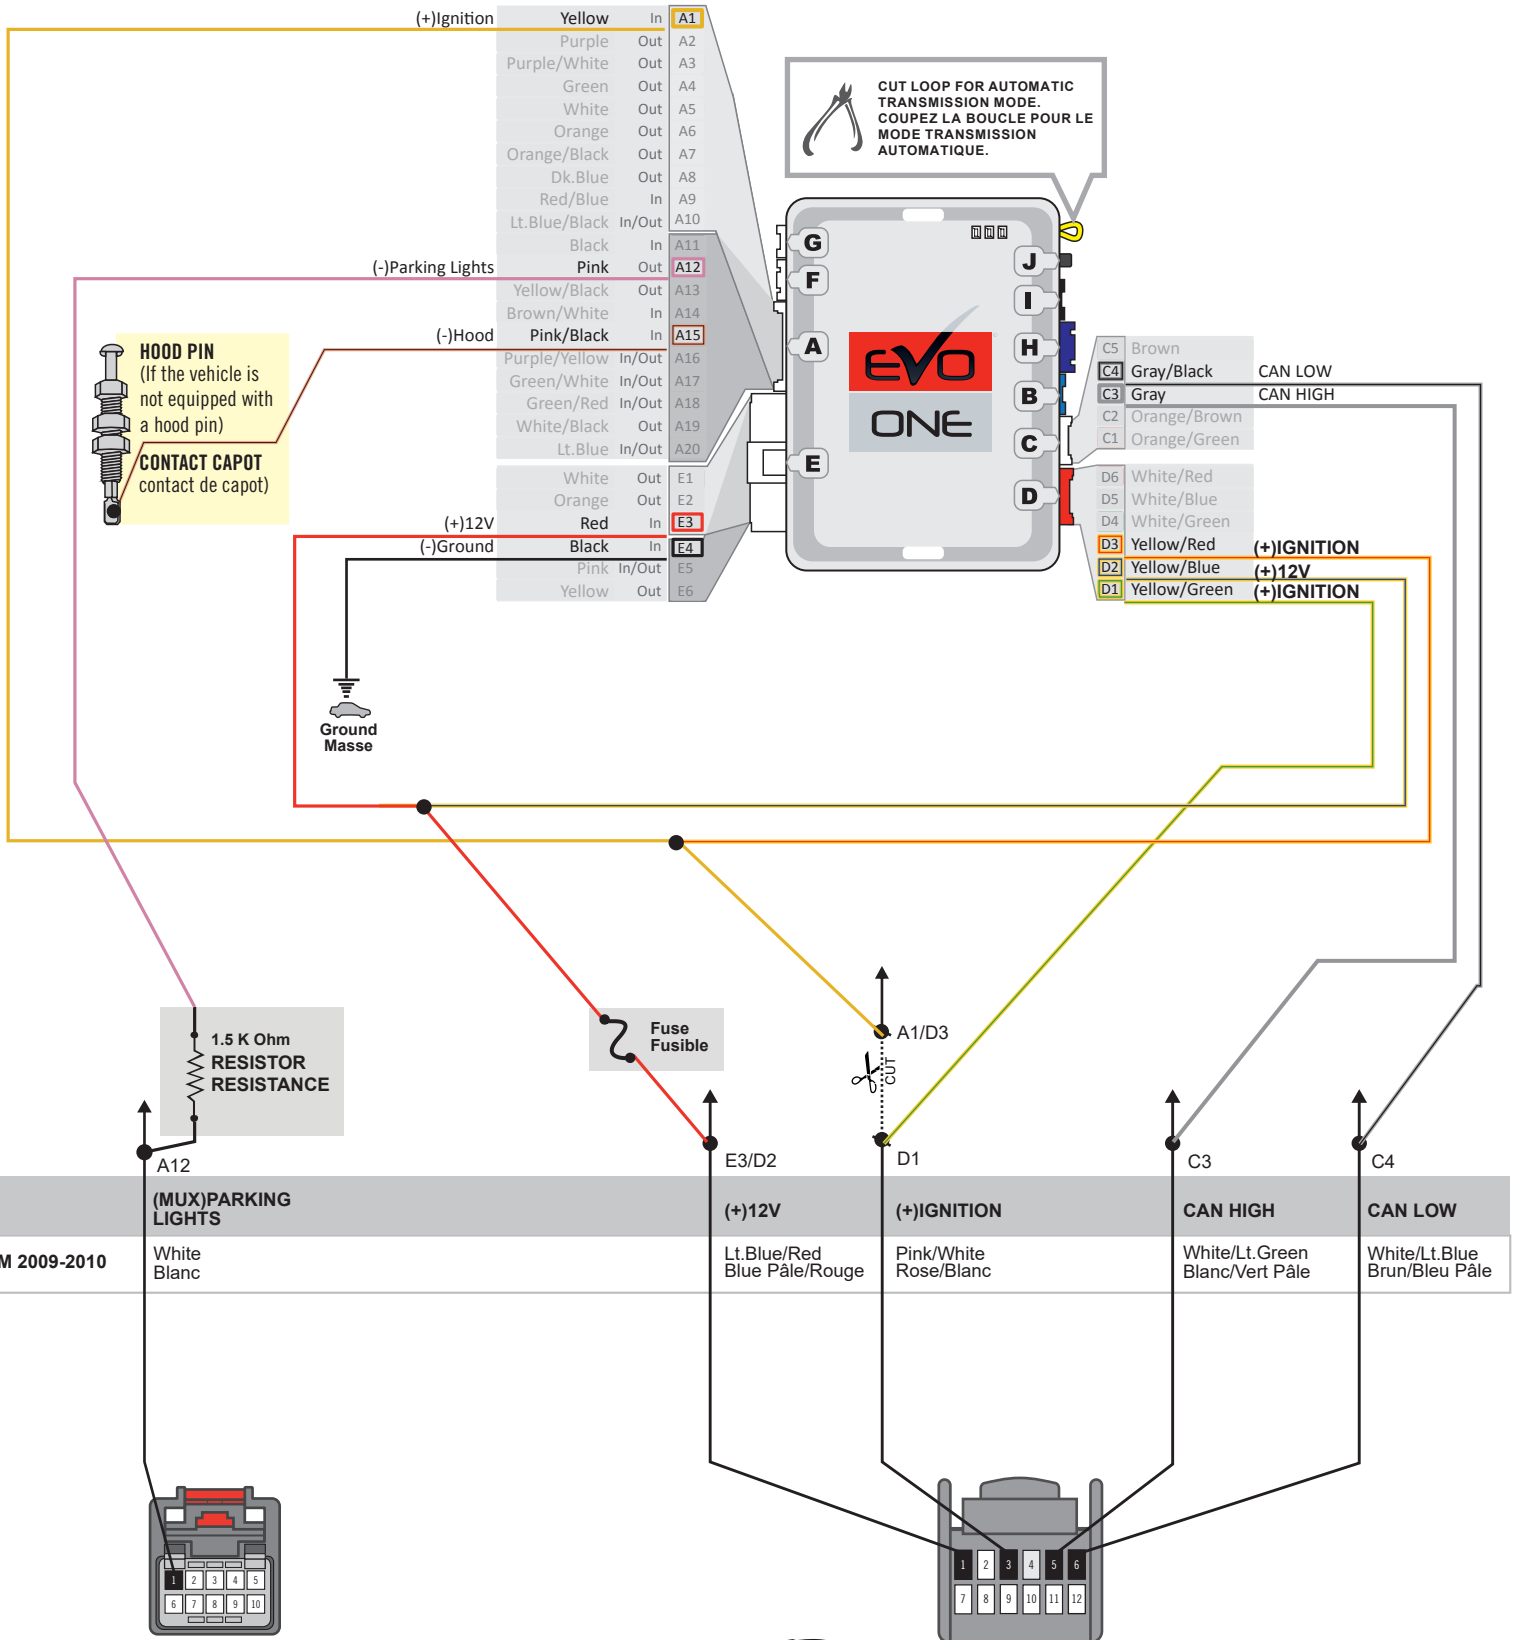 (+)Ignition Yellow In A1
Purple Out A2
Purple/White Out A3
Green Out A4
White Out A5
Orange Out A6
Orange/Black Out A7
Dk.Blue Out A8
Red/Blue In A9
Lt.Blue/Black In/Out A10
Black In A11
(-)Parking Lights Pink Out A12
Yellow/Black Out A13
Brown/White In A14
(-)Hood Pink/Black In A15
Purple/Yellow In/Out A16
Green/White In/Out A17
Green/Red In/Out A18
White/Black Out A19
Lt.Blue In/Out A20
White Out E1
Orange Out E2
(+)12V Red In E3
(-)Ground Black In E4
Pink In/Out E5
Yellow Out E6
CUT LOOP FOR AUTOMATIC
TRANSMISSION MODE.
COUPEZ LA BOUCLE POUR LE
MODE TRANSMISSION
AUTOMATIQUE.
G
F
A
E
J
I
H
B
C
D
EVO
ONE
C5 Brown
C4 Gray/Black CAN LOW
C3 Gray CAN HIGH
C2 Orange/Brown
C1 Orange/Green
D6 White/Red
D5 White/Blue
D4 White/Green
D3 Yellow/Red (+)IGNITION
D2 Yellow/Blue (+)12V
D1 Yellow/Green (+)IGNITION
HOOD PIN
(If the vehicle is
not equipped with
a hood pin)
CONTACT CAPOT
contact de capot)
Ground
Masse
1.5 K Ohm
RESISTOR
RESISTANCE
Fuse
Fusible
A1/D3
CUT
A12
E3/D2
D1
C3
C4
(MUX)PARKING
LIGHTS
(+)12V
(+)IGNITION
CAN HIGH
CAN LOW
M 2009-2010
White
Blanc
Lt.Blue/Red
Blue Pâle/Rouge
Pink/White
Rose/Blanc
White/Lt.Green
Blanc/Vert Pâle
White/Lt.Blue
Brun/Bleu Pâle
1 2 3 4 5
6 7 8 9 10
1 2 3 4 5 6
7 8 9 10 11 12